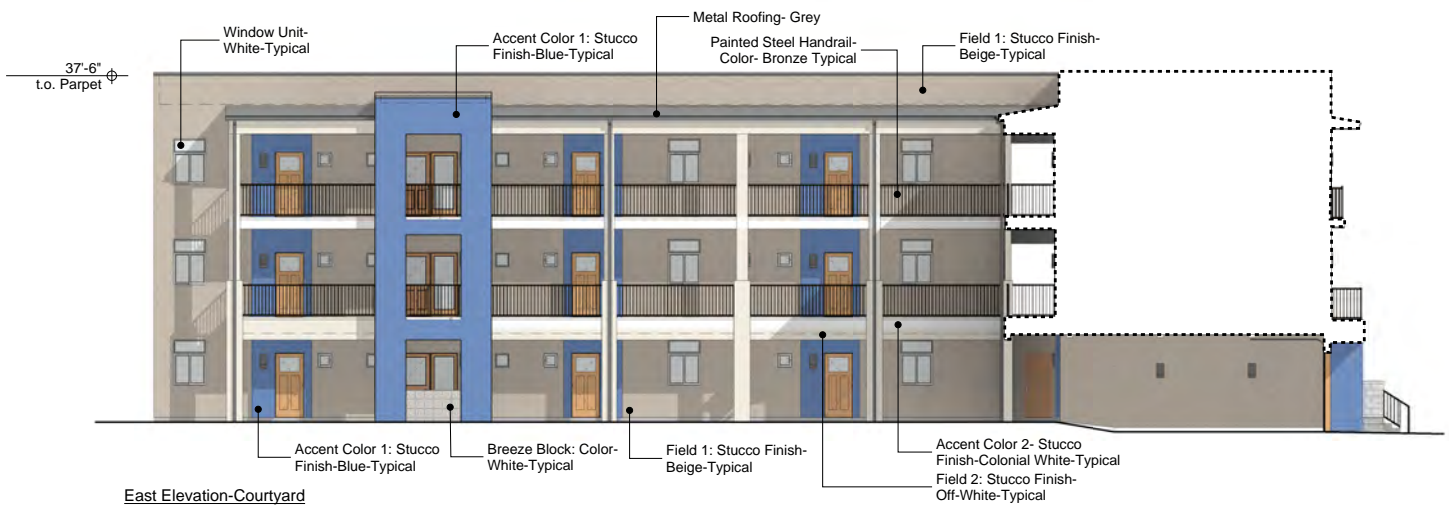 Metal Roofing- Grey
Window Unit-
White-Typical
Accent Color 1: Stucco
Finish-Blue-Typical
Painted Steel Handrail-
Color- Bronze Typical
Field 1: Stucco Finish-
Beige-Typical
37'-6"
t.o. Parpet
Accent Color 1: Stucco
Finish-Blue-Typical
Breeze Block: Color-
White-Typical
Field 1: Stucco Finish-
Beige-Typical
Accent Color 2- Stucco
Finish-Colonial White-Typical
Field 2: Stucco Finish-
Off-White-Typical
East Elevation-Courtyard